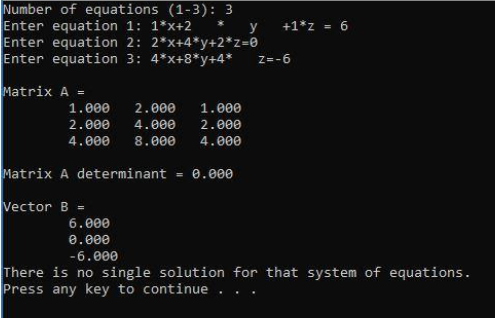 Number of equations (1-3): 3
Enter equation 1: 1*x+2   *   y   +1*z = 6
Enter equation 2: 2*x+4*y+2*z=0
Enter equation 3: 4*x+8*y+4*   z=-6
Matrix A =
1.000   2.000   1.000
2.000   4.000   2.000
4.000   8.000   4.000
Matrix A determinant = 0.000
Vector B =
6.000
0.000
-6.000
There is no single solution for that system of equations.
Press any key to continue . . .